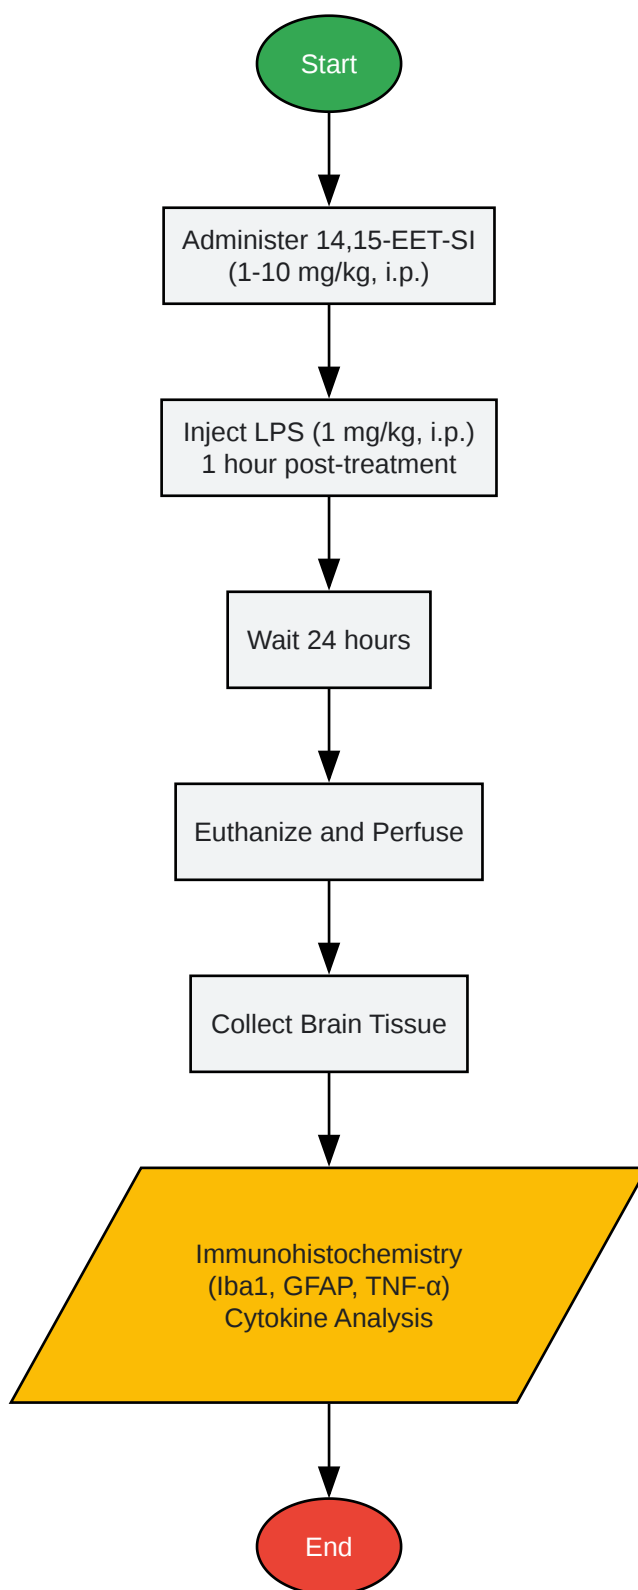 Start
Administer 14,15-EET-SI
(1-10 mg/kg, i.p.)
Inject LPS (1 mg/kg, i.p.)
1 hour post-treatment
Wait 24 hours
Euthanize and Perfuse
Collect Brain Tissue
Immunohistochemistry
(Iba1, GFAP, TNF-α)
Cytokine Analysis
End